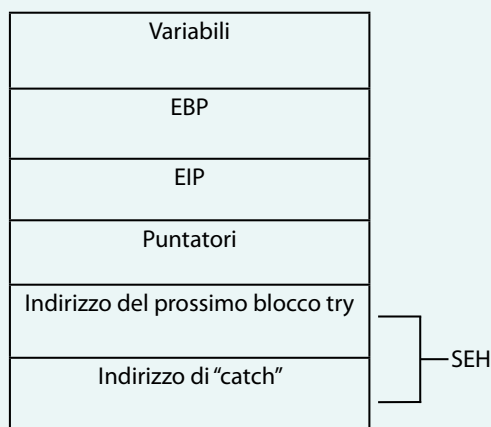 Variabili
EBP
EIP
Puntatori
Indirizzo del prossimo blocco try
SEH
Indirizzo di “catch”